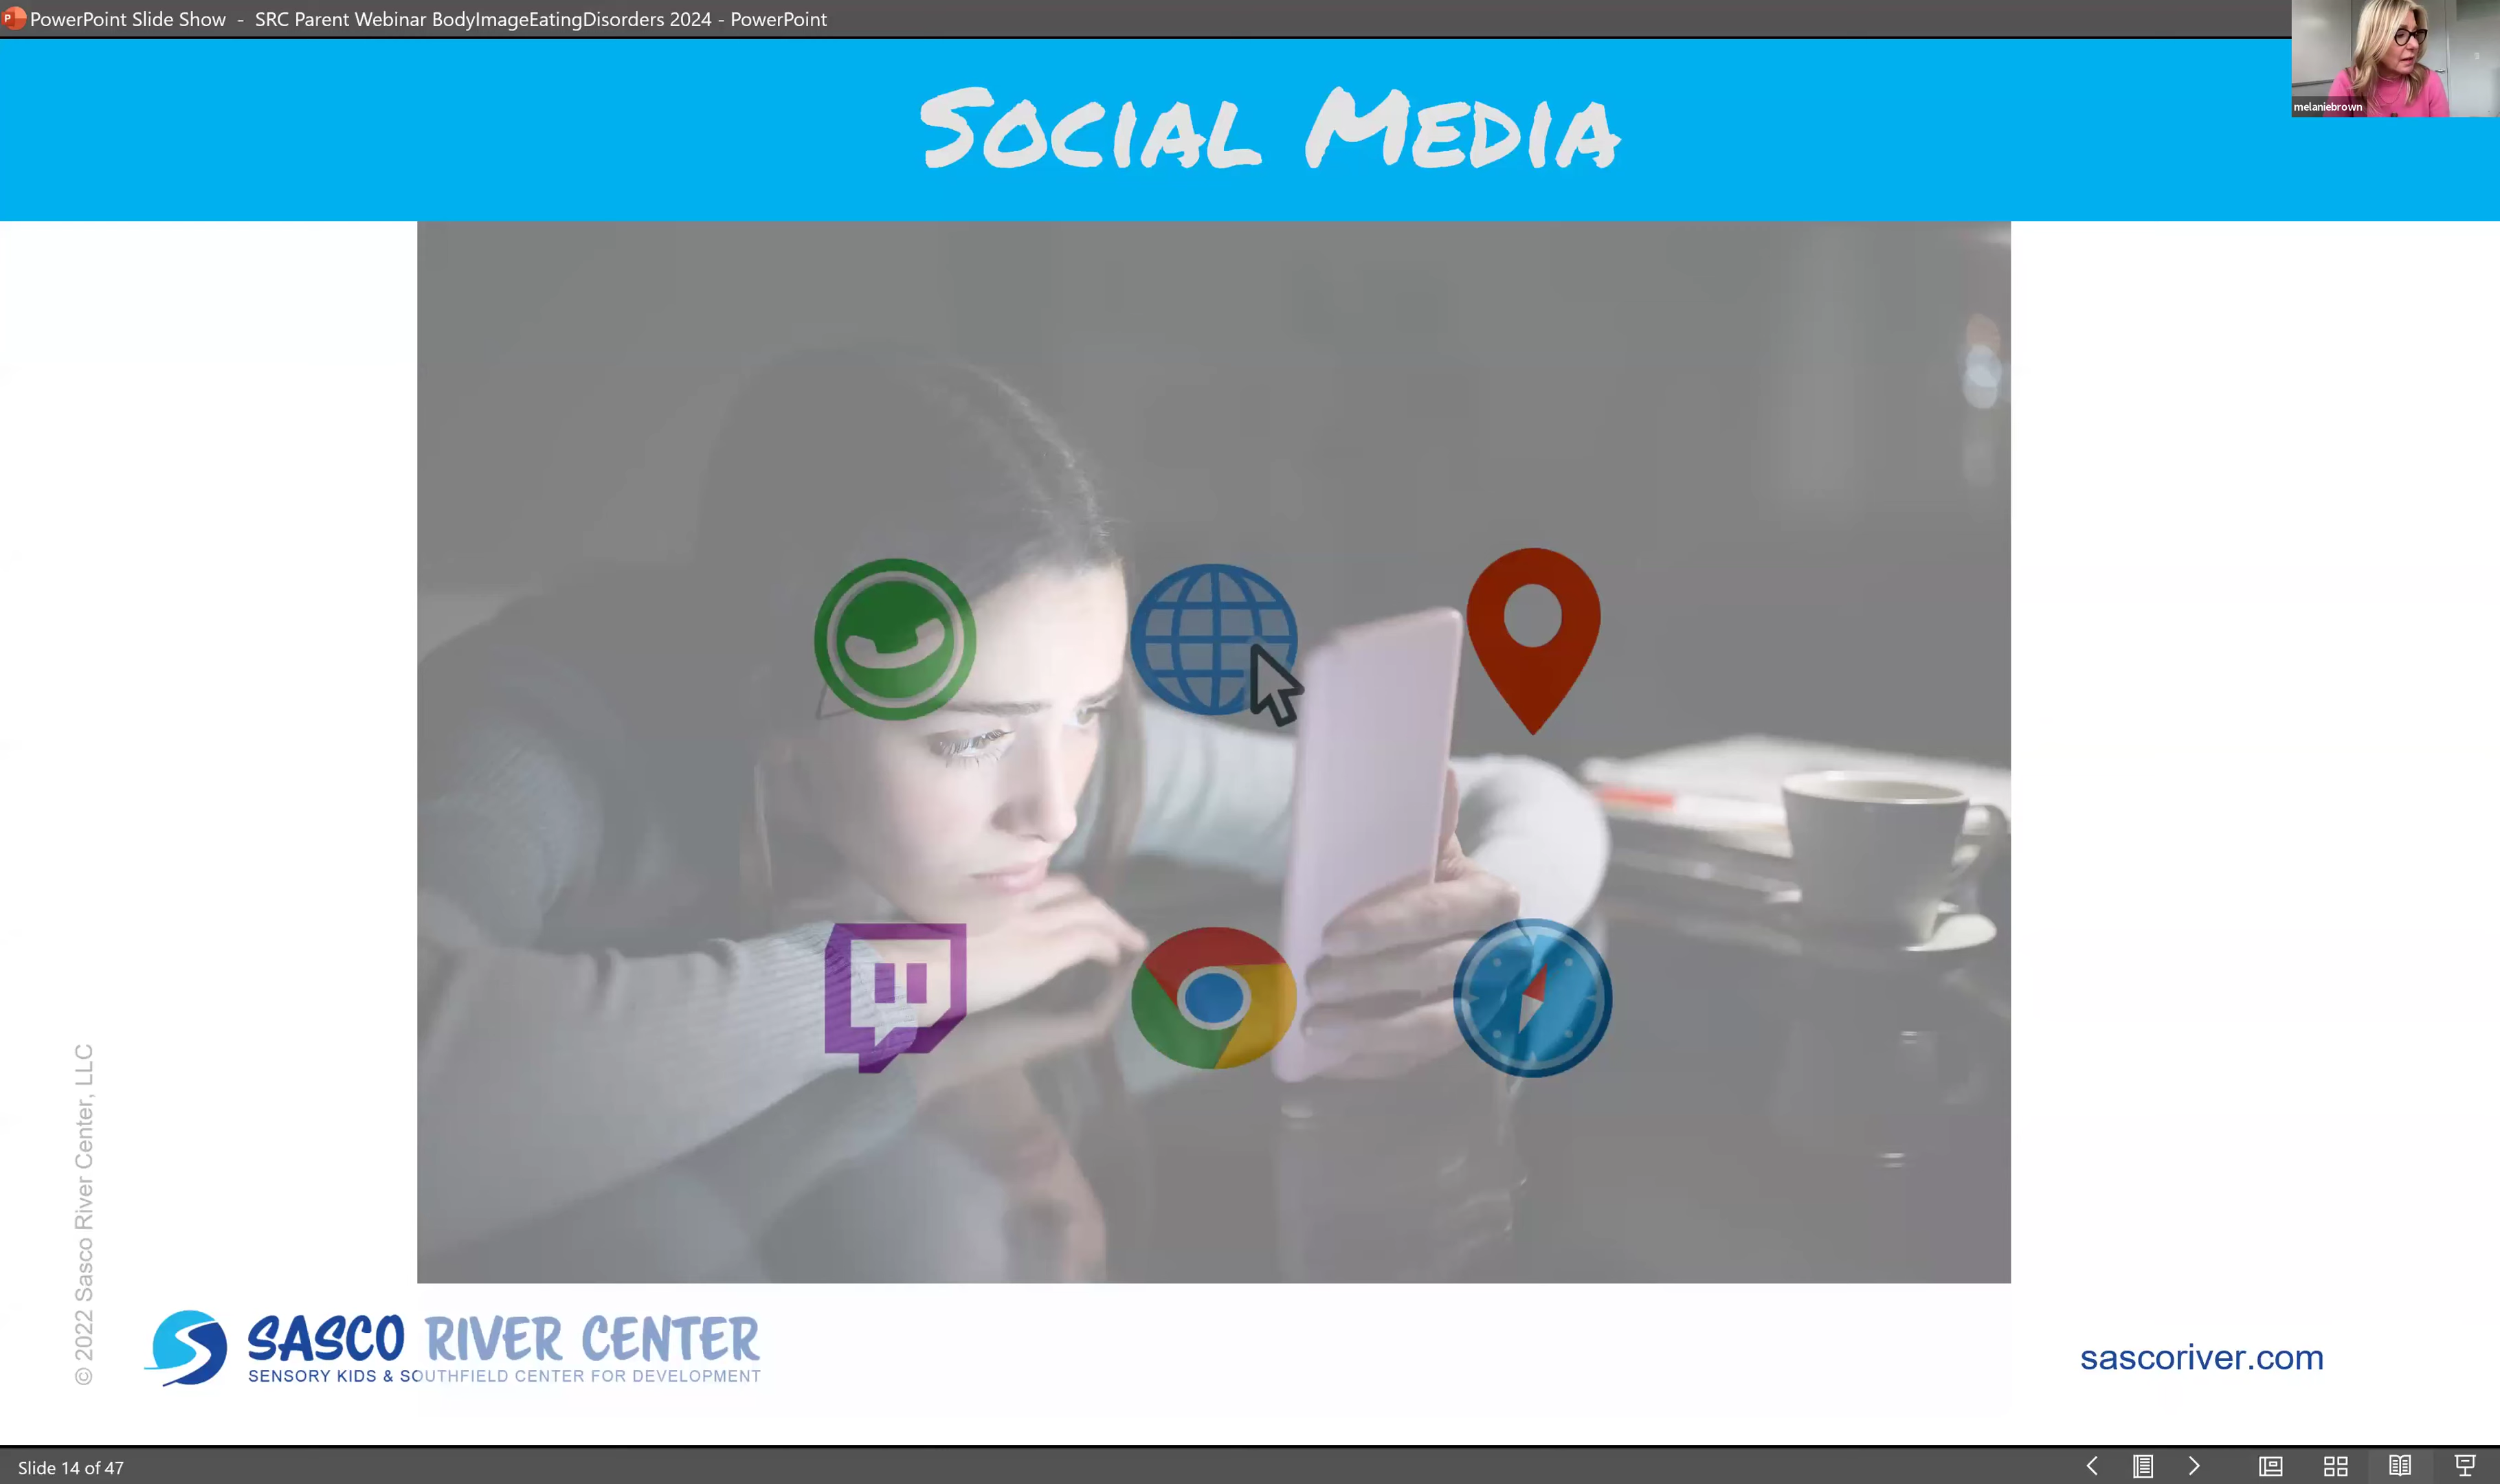 PowerPoint Slide Show - SRC Parent Webinar BodyImageEatingDisorders 2024 - PowerPoint
melaniebrown
Social Media
© 2022 Sasco River Center, LLC
SASCO RIVER CENTER
SENSORY KIDS & SOUTHFIELD CENTER FOR DEVELOPMENT
sascoriver.com
Slide 14 of 47